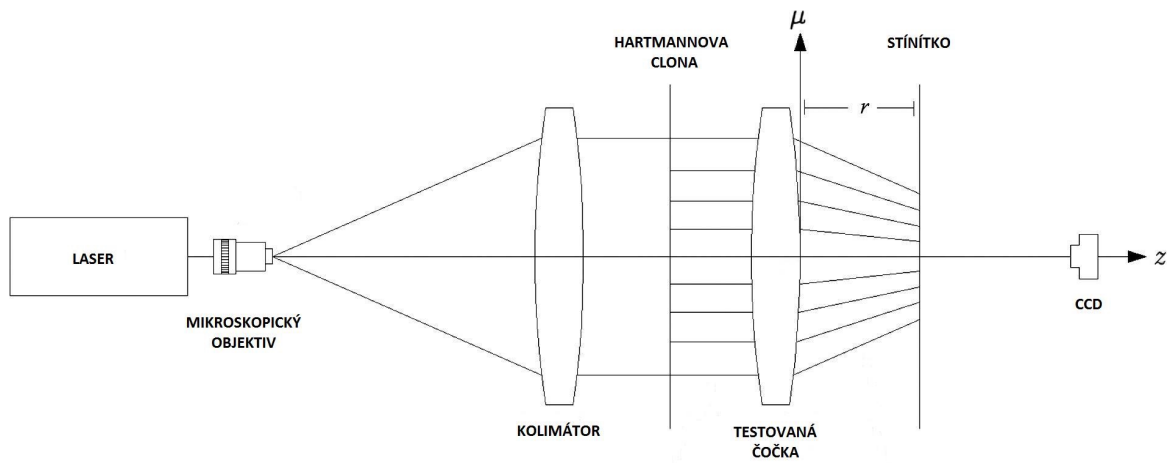 HARTMANNOVA
CLONA
μ
STÍNÍTKO
r
LASER
z
MIKROSKOPICKÝ
OBJEKTIV
CCD
KOLIMÁTOR
TESTOVANÁ
ČOČKA